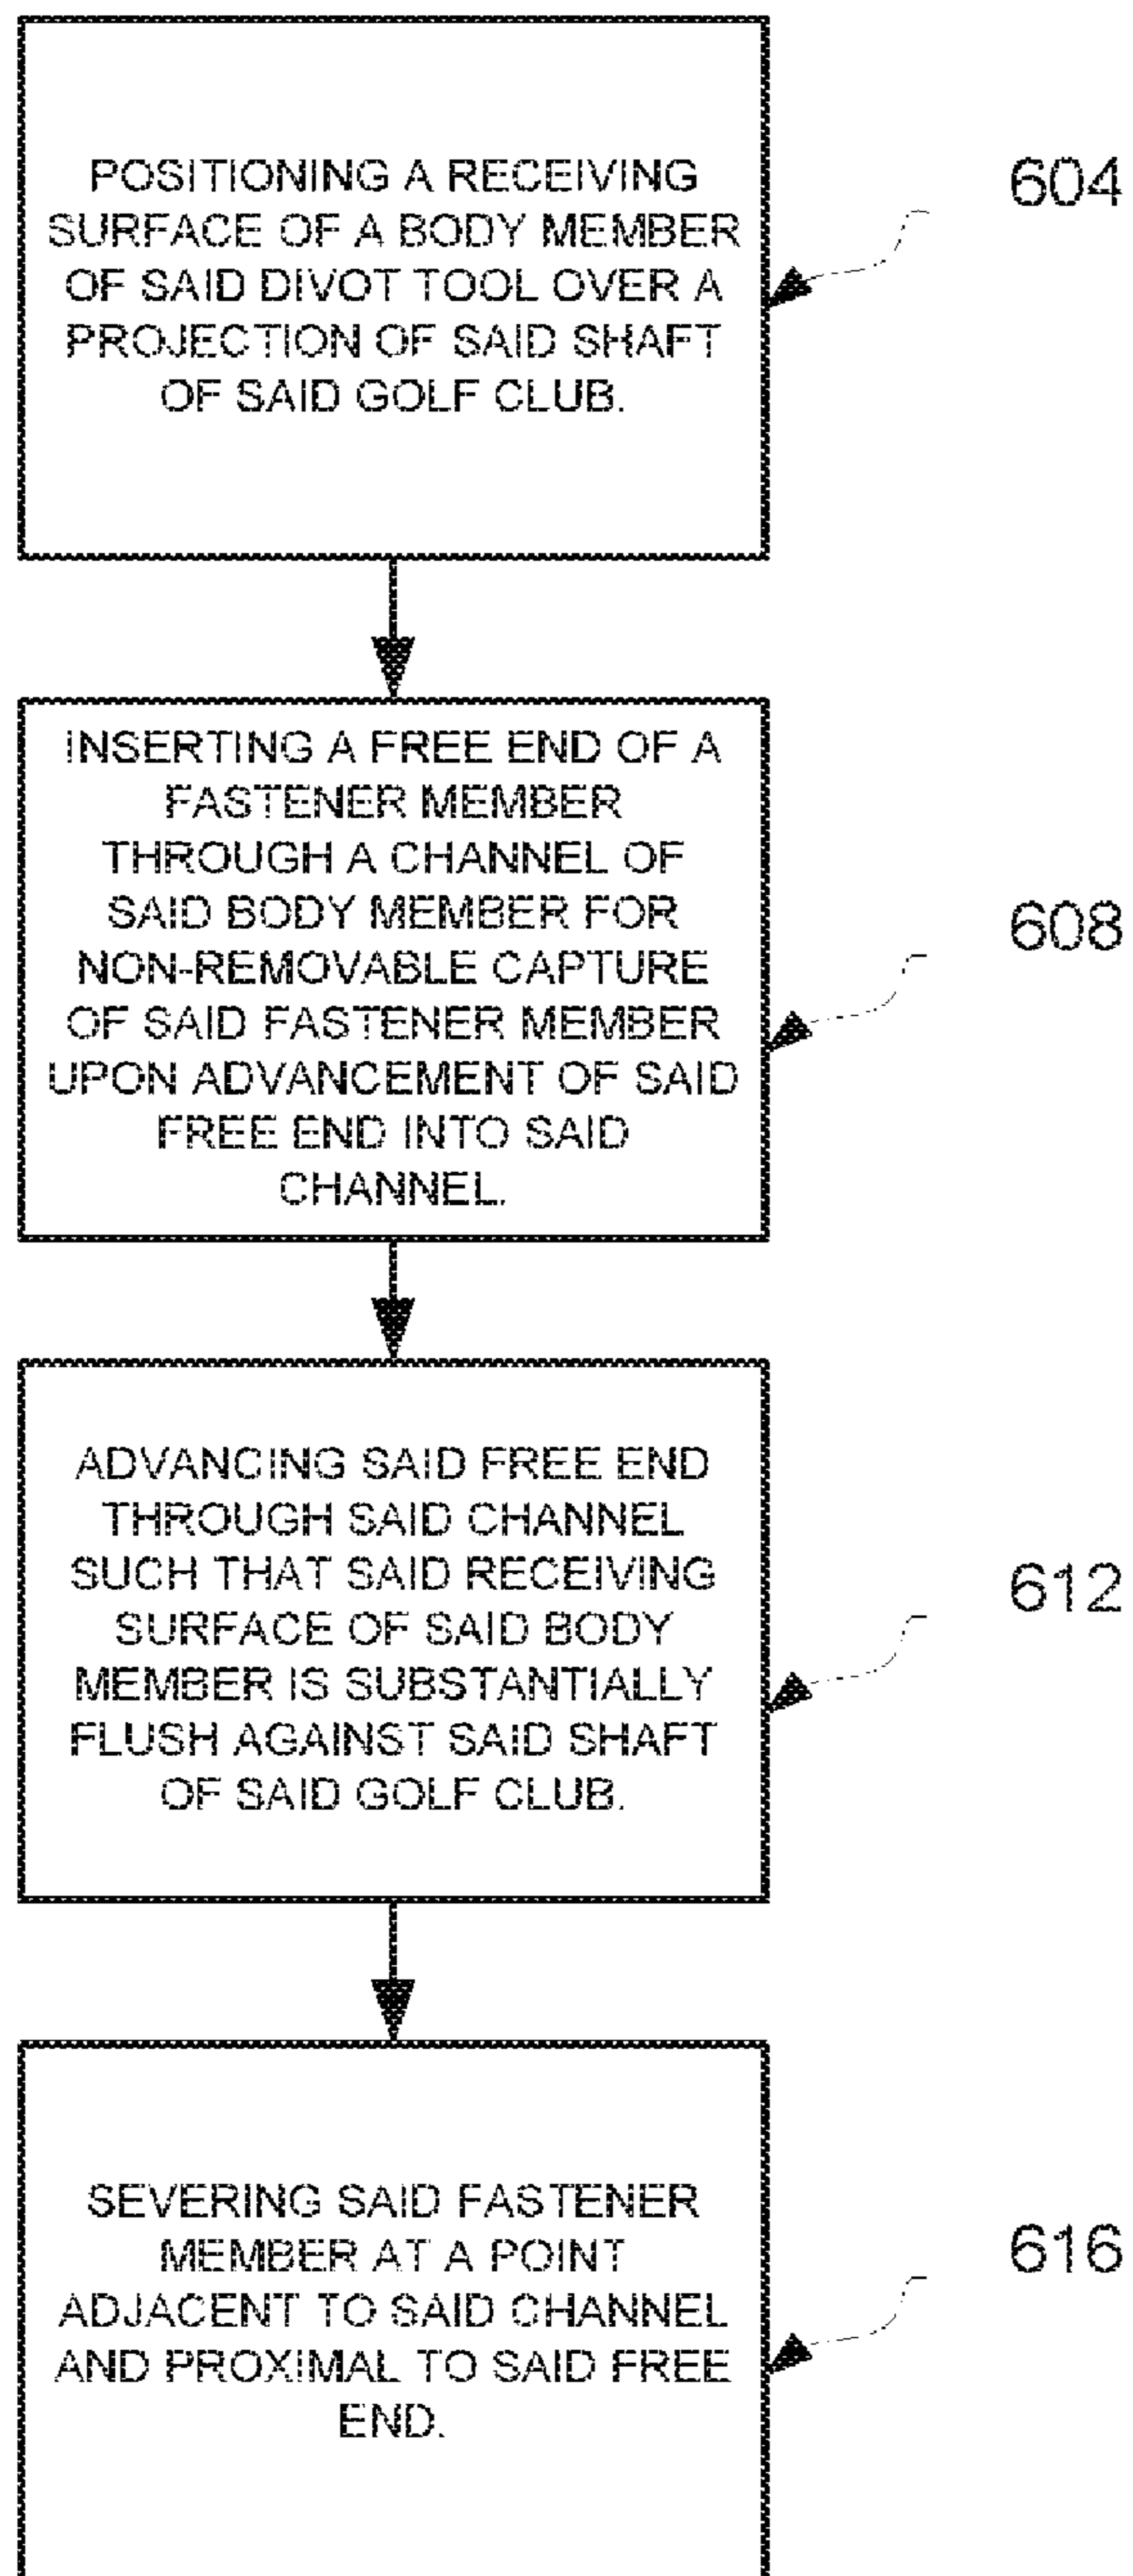 POSITIONING A RECEIVING
SURFACE OF A BODY MEMBER
OF SAID DIVOT TOOL OVER A
PROJECTION OF SAID SHAFT
OF SAID GOLF CLUB.
604
INSERTING A FREE END OF A
FASTENER MEMBER
THROUGH A CHANNEL OF
SAID BODY MEMBER FOR
NON-REMOVABLE CAPTURE
OF SAID FASTENER MEMBER
UPON ADVANCEMENT OF SAID
FREE END INTO SAID
CHANNEL.
608
ADVANCING SAID FREE END
THROUGH SAID CHANNEL
SUCH THAT SAID RECEIVING
SURFACE OF SAID BODY
MEMBER IS SUBSTANTIALLY
FLUSH AGAINST SAID SHAFT
OF SAID GOLF CLUB.
612
SEVERING SAID FASTENER
MEMBER AT A POINT
ADJACENT TO SAID CHANNEL
AND PROXIMAL TO SAID FREE
END.
616